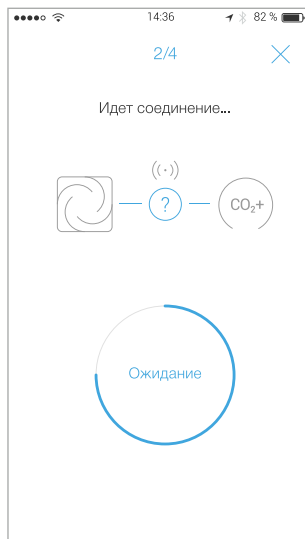 14:36
82 %
2/4
Идет соединение...
?
CO₂+
Ожидание